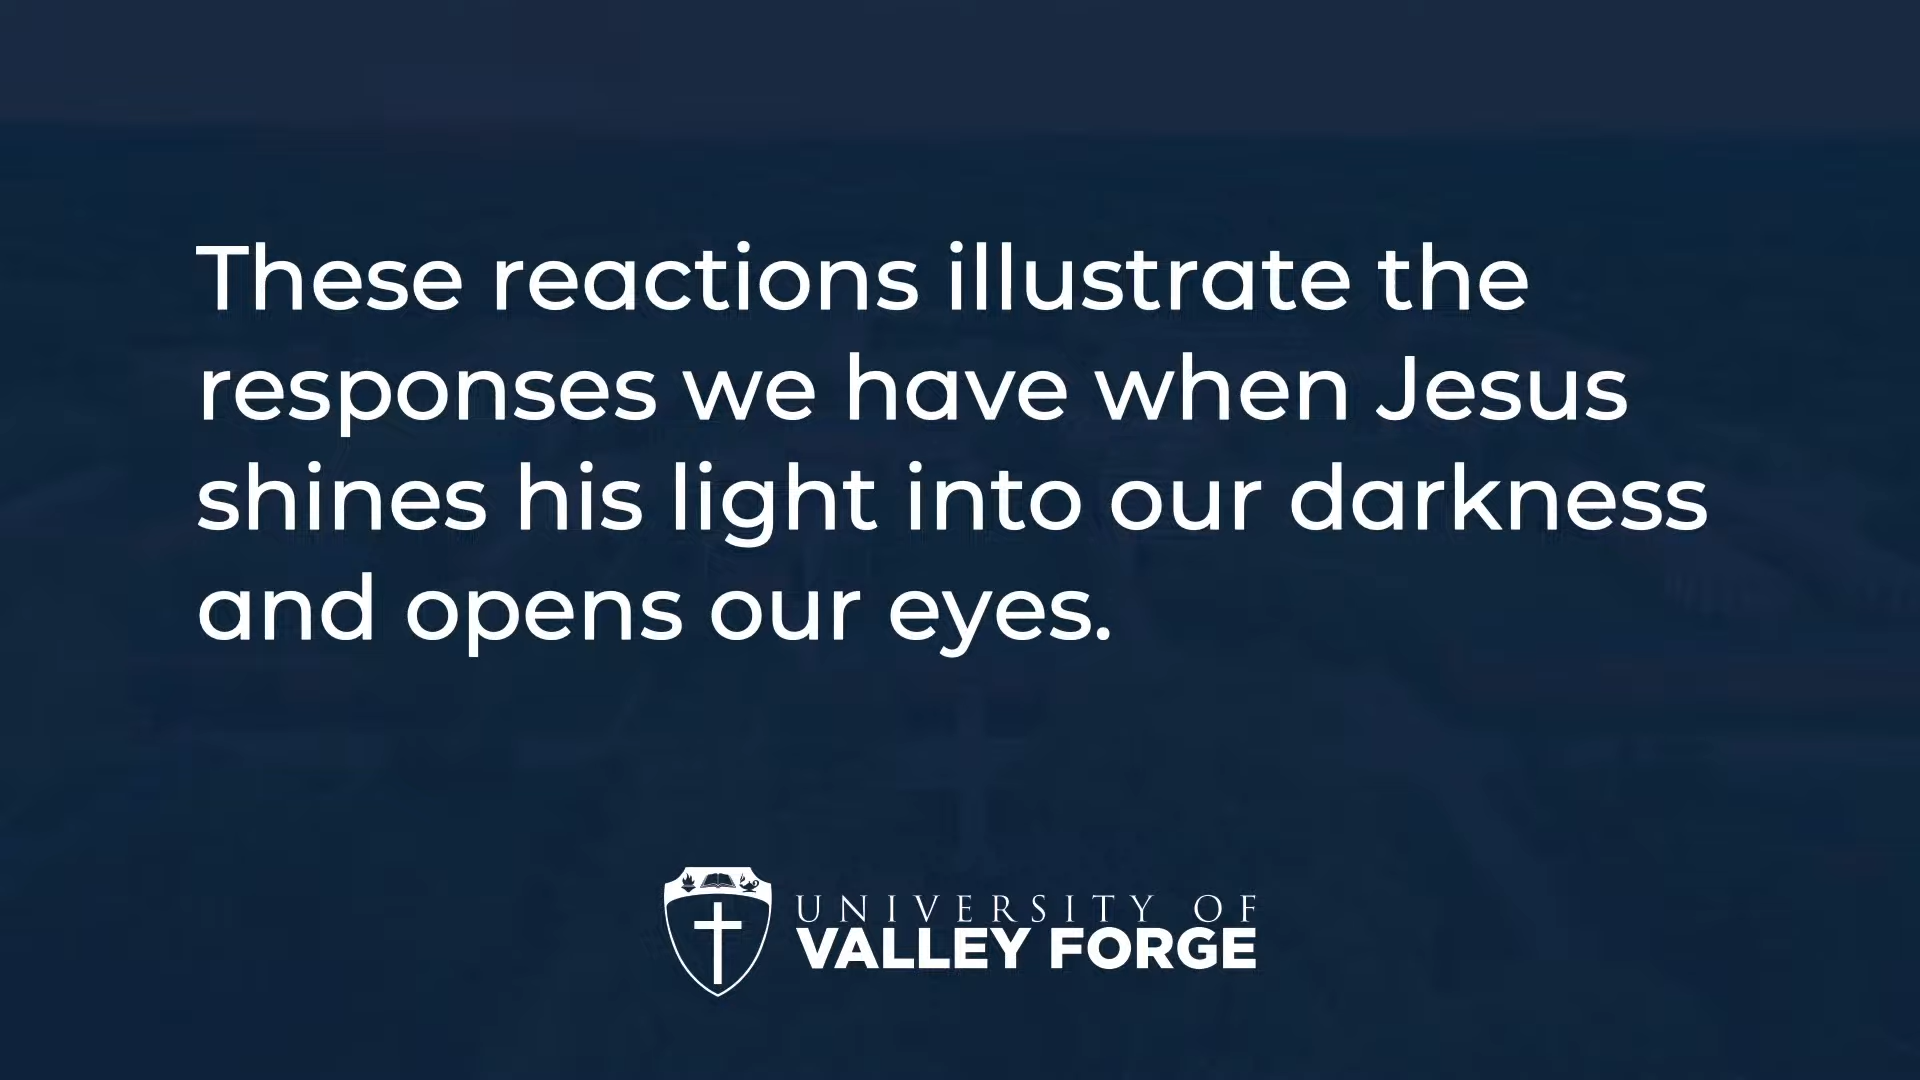 These reactions illustrate the
responses we have when Jesus
shines his light into our darkness
and opens our eyes.
UNIVERSITY OF
VALLEY FORGE